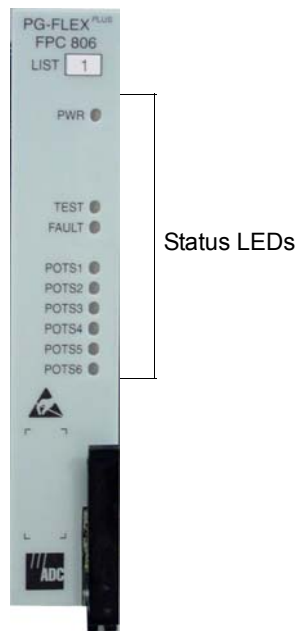 PG-FLEX PLUS
FPC 806
LIST 1
PWR
TEST
FAULT
Status LEDs
POTS1
POTS2
POTS3
POTS4
POTS5
POTS6
ADC